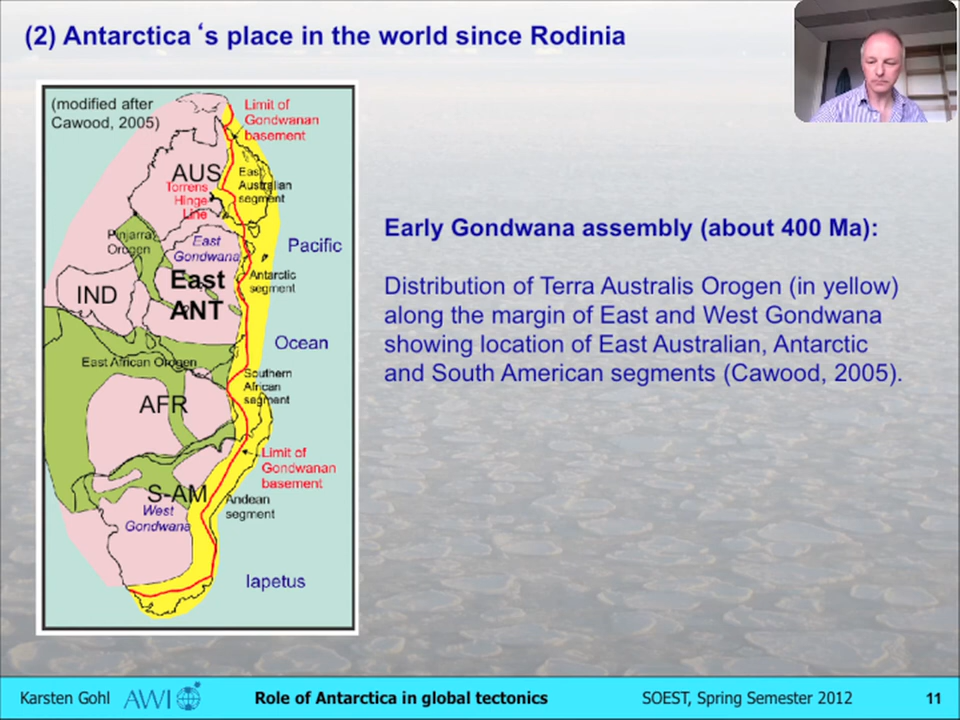 (2) Antarctica‘s place in the world since Rodinia
(modified after
Cawood, 2005)
Limit of
Gondwanan
basement
AUS
Torrens
Hinge
Line
East
Australian
segment
Pinjarra
Orogen
East
Gondwana
Pacific
East
ANT
Antarctic
segment
IND
Ocean
East African Orogen
Southern
African
segment
AFR
Limit of
Gondwanan
basement
S-AM
West
Gondwana
Andean
segment
Iapetus
Early Gondwana assembly (about 400 Ma):
Distribution of Terra Australis Orogen (in yellow)
along the margin of East and West Gondwana
showing location of East Australian, Antarctic
and South American segments (Cawood, 2005).
Karsten Gohl AWI Role of Antarctica in global tectonics SOEST, Spring Semester 2012 11